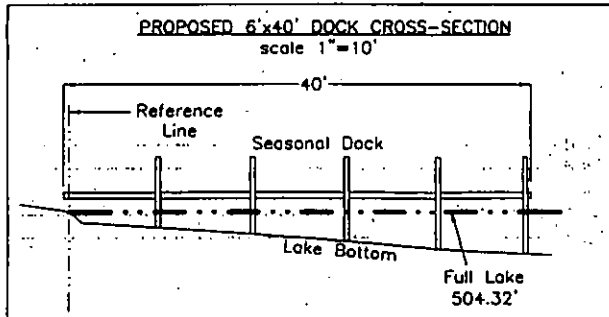 PROPOSED 6'x40' DOCK CROSS-SECTION
scale 1"=10'
40'
Reference
Line
Seasonal Dock
Lake Bottom
Full Lake
504.32'